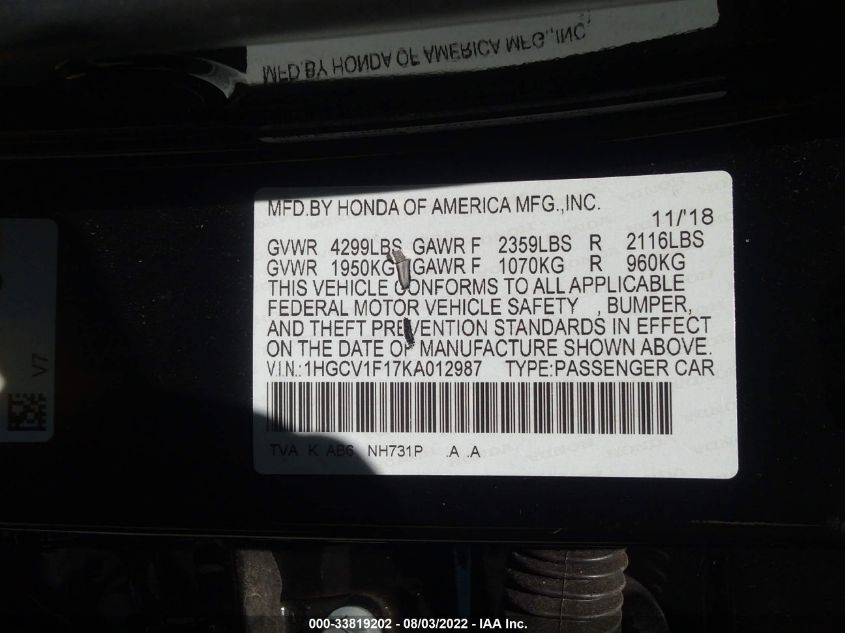 MFD.BY HONDA OF AMERICA MFG.,INC.
MFD.BY HONDA OF AMERICA MFG.,INC.
11/'18
GVWR 4299LBS GAWR F 2359LBS R 2116LBS
GVWR 1950KG GAWR F 1070KG R 960KG
THIS VEHICLE CONFORMS TO ALL APPLICABLE
FEDERAL MOTOR VEHICLE SAFETY , BUMPER,
AND THEFT PREVENTION STANDARDS IN EFFECT
ON THE DATE OF MANUFACTURE SHOWN ABOVE.
V.I.N.:1HGCV1F17KA012987 TYPE:PASSENGER CAR
TVA K AB6 NH731P .A .A
V7
000-33819202 - 08/03/2022 - IAA Inc.